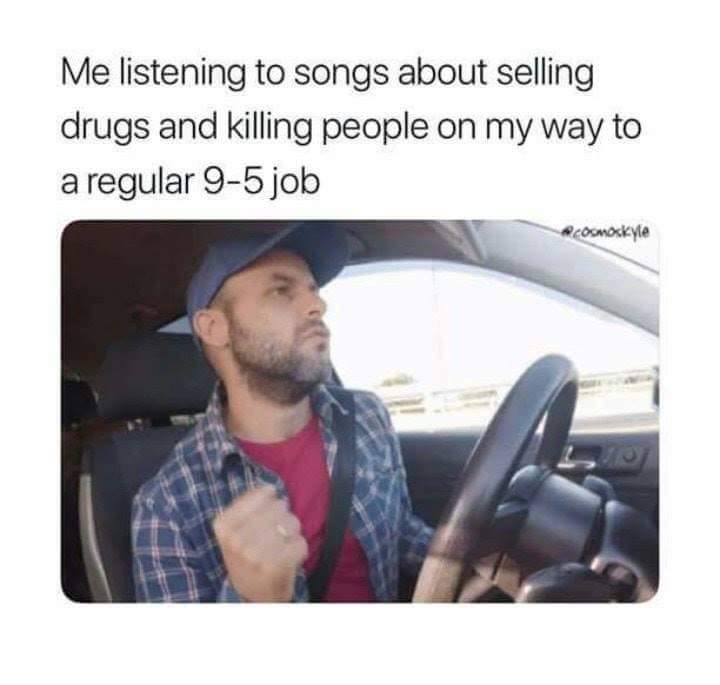 Me listening to songs about selling
drugs and killing people on my way to
a regular 9-5 job
@cosmoskyle